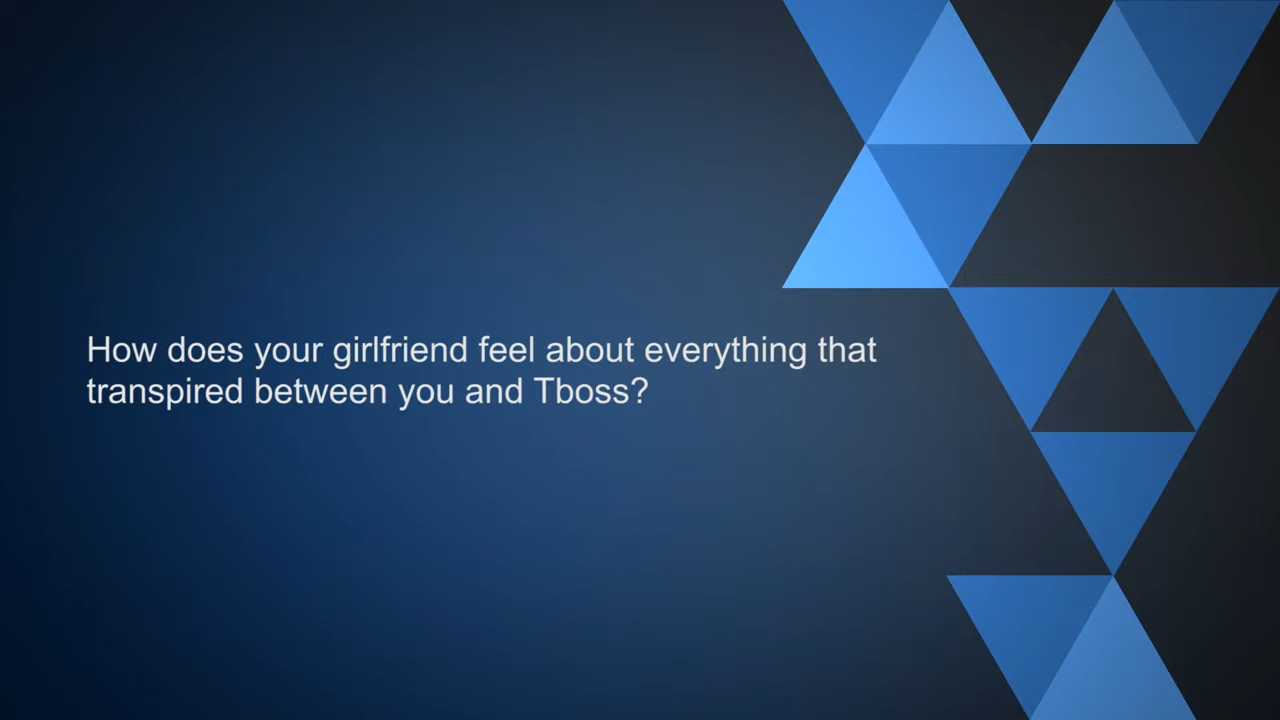 How does your girlfriend feel about everything that
transpired between you and Tboss?